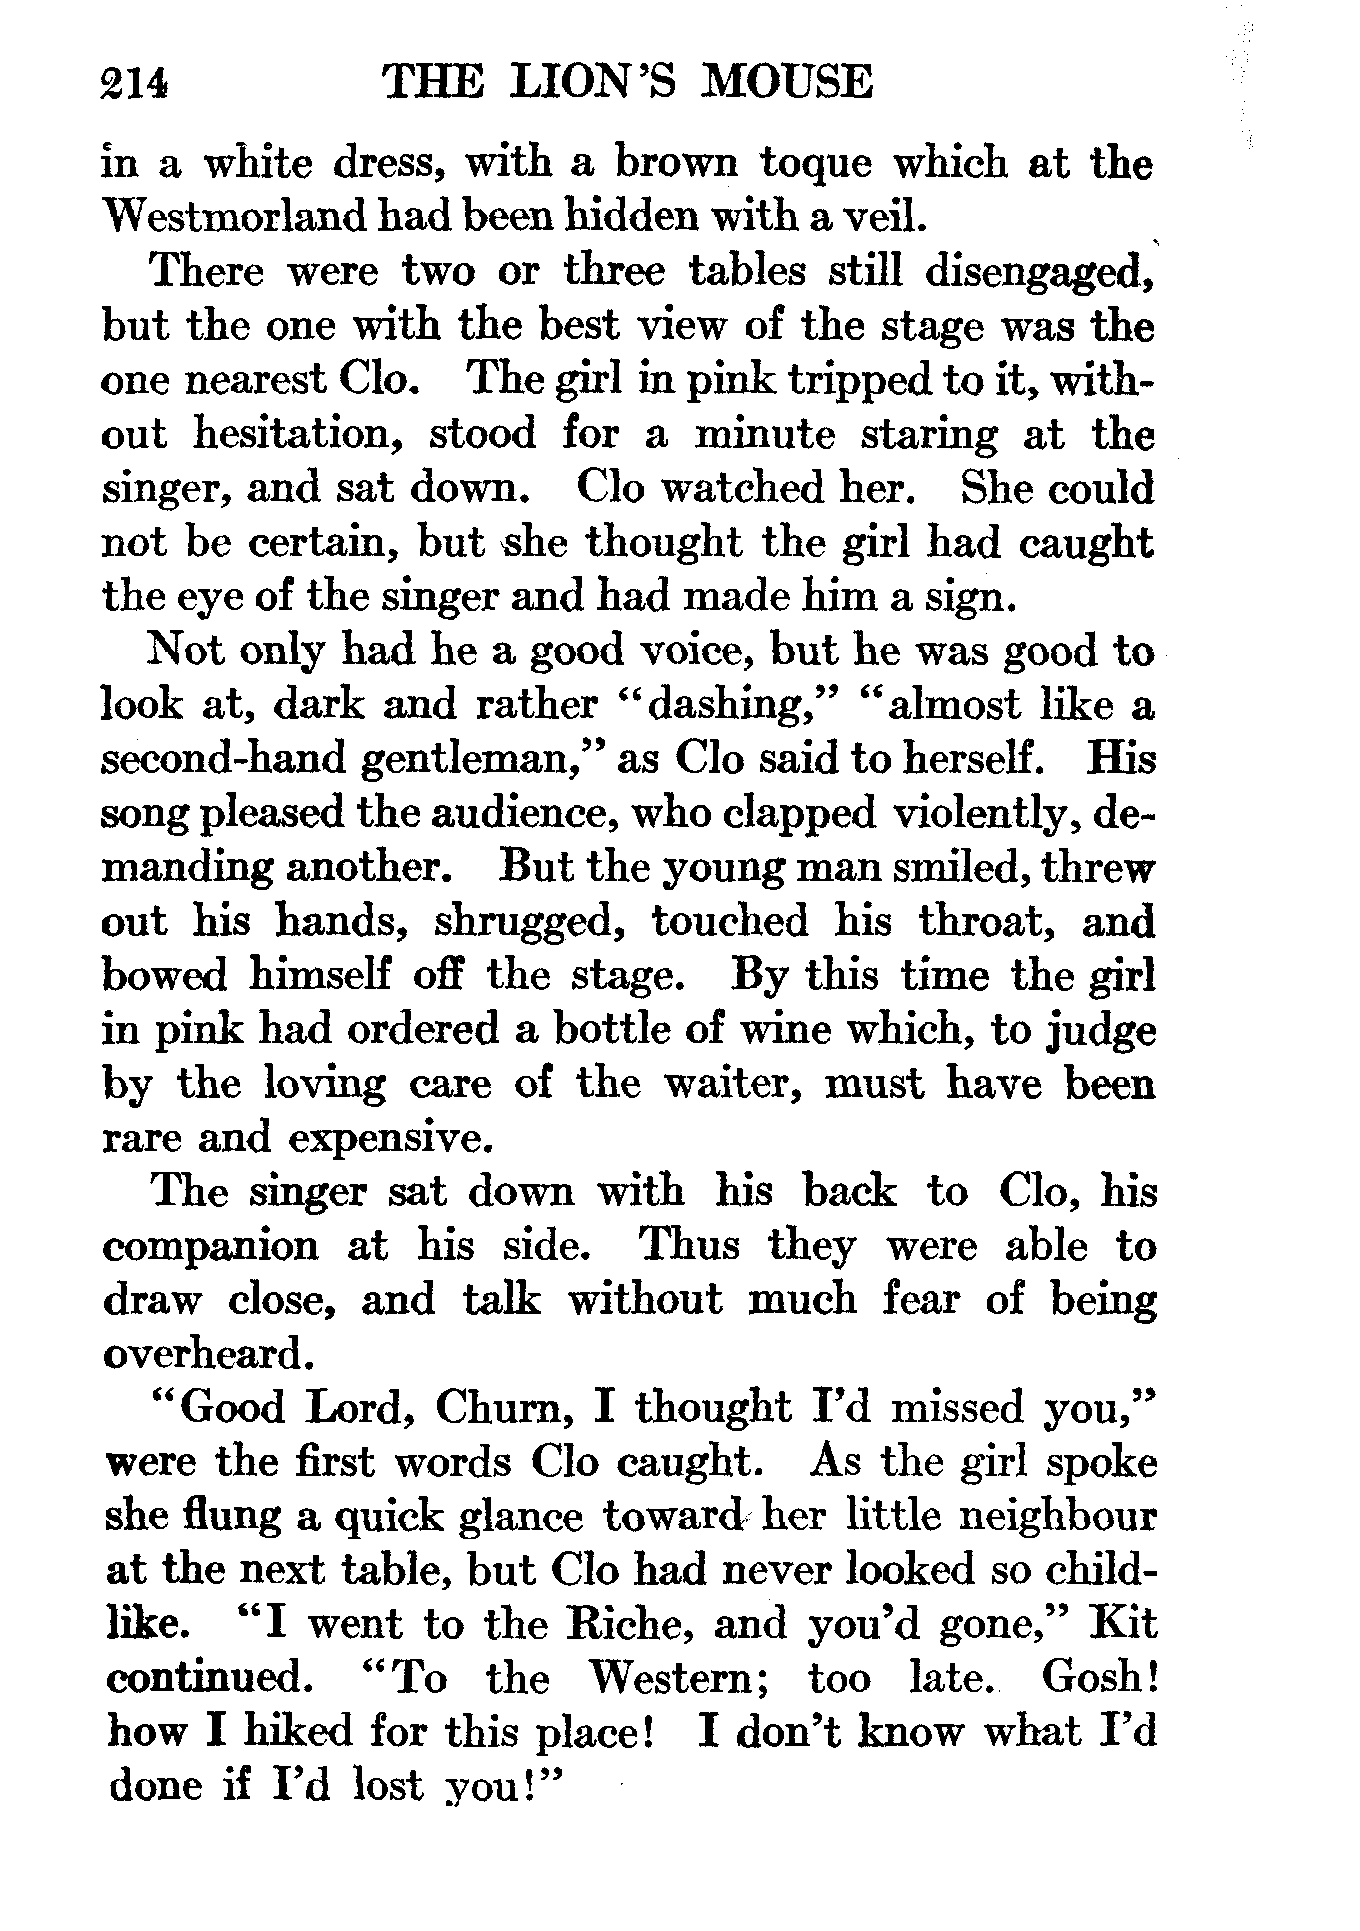 214 THE LION'S MOUSE
in a white dress, with a brown toque which at the
Westmorland had been hidden with a veil.
There were two or three tables still disengaged,
but the one with the best view of the stage was the
one nearest Clo. The girl in pink tripped to it, with-
out hesitation, stood for a minute staring at the
singer, and sat down. Clo watched her. She could
not be certain, but she thought the girl had caught
the eye of the singer and had made him a sign.
Not only had he a good voice, but he was good to
look at, dark and rather "dashing," "almost like a
second-hand gentleman," as Clo said to herself. His
song pleased the audience, who clapped violently, de-
manding another. But the young man smiled, threw
out his hands, shrugged, touched his throat, and
bowed himself off the stage. By this time the girl
in pink had ordered a bottle of wine which, to judge
by the loving care of the waiter, must have been
rare and expensive.
The singer sat down with his back to Clo, his
companion at his side. Thus they were able to
draw close, and talk without much fear of being
overheard.
"Good Lord, Churn, I thought I'd missed you,"
were the first words Clo caught. As the girl spoke
she flung a quick glance toward her little neighbour
at the next table, but Clo had never looked so child-
like. "I went to the Riche, and you'd gone," Kit
continued. "To the Western; too late. Gosh!
how I hiked for this place! I don't know what I'd
done if I'd lost you!"